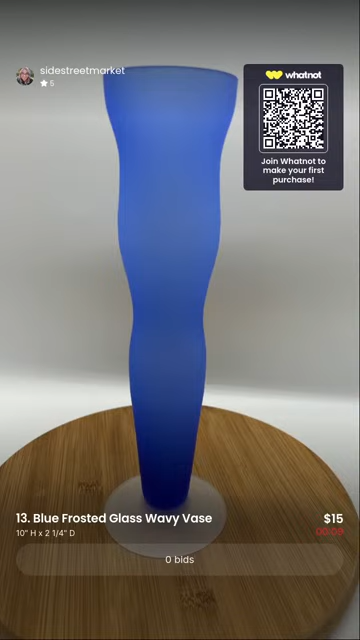 sidestreetmarket
★ 5
whatnot
Join Whatnot to
make your first
purchase!
13. Blue Frosted Glass Wavy Vase
$15
10" H x 2 1/4" D
00:09
0 bids